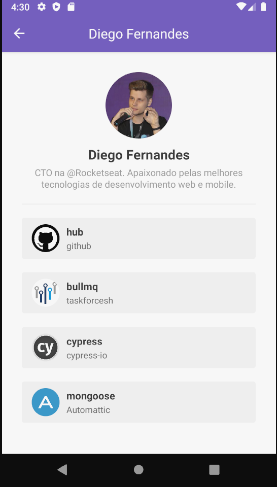 4:30
Diego Fernandes
Diego Fernandes
CTO na @Rocketseat. Apaixonado pelas melhores
tecnologias de desenvolvimento web e mobile.
hub
github
bullmq
taskforcesh
cy
cypress
cypress-io
A
mongoose
Automattic